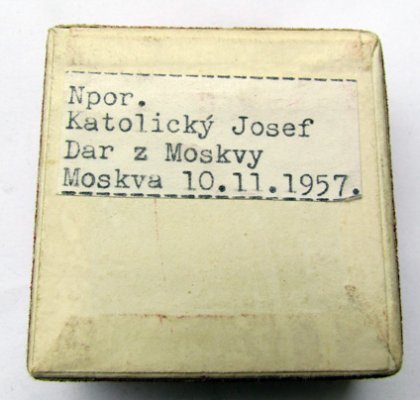 Npor.
Katolický Josef
Dar z Moskvy
Moskva 10.11.1957.